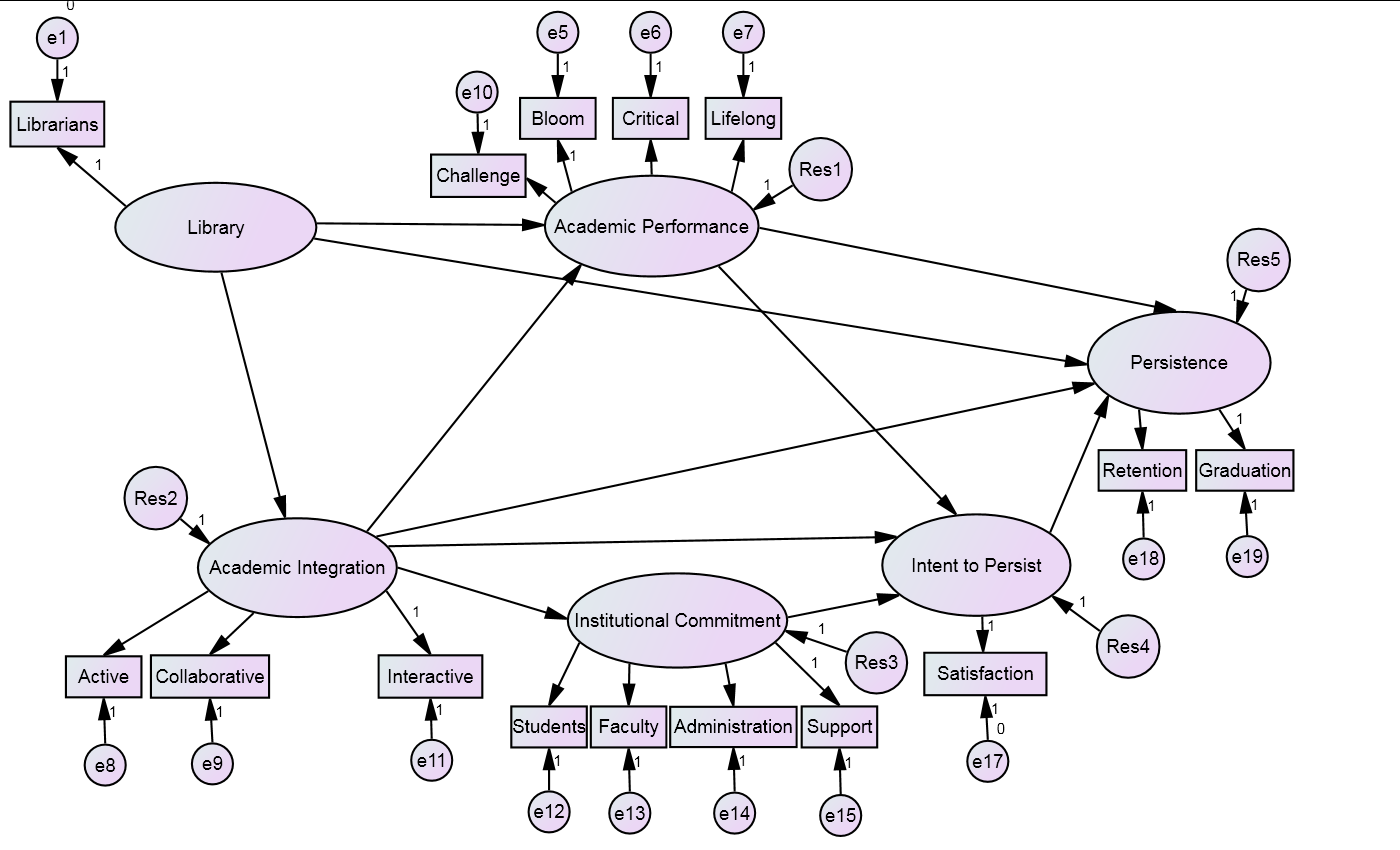 0
e1
1
Librarians
1
Library
e5
1
e6
1
e7
1
e10
1
Bloom
Critical
Lifelong
Challenge
1
Res1
1
Academic Performance
Res5
1
Persistence
1
Retention
Graduation
1
1
e18
e19
Res2
1
Academic Integration
1
Active
Collaborative
Interactive
1
1
1
e8
e9
e11
Institutional Commitment
1
Res3
1
Students
Faculty
Administration
Support
1
1
1
1
e12
e13
e14
e15
Intent to Persist
1
Res4
1
Satisfaction
1
0
e17